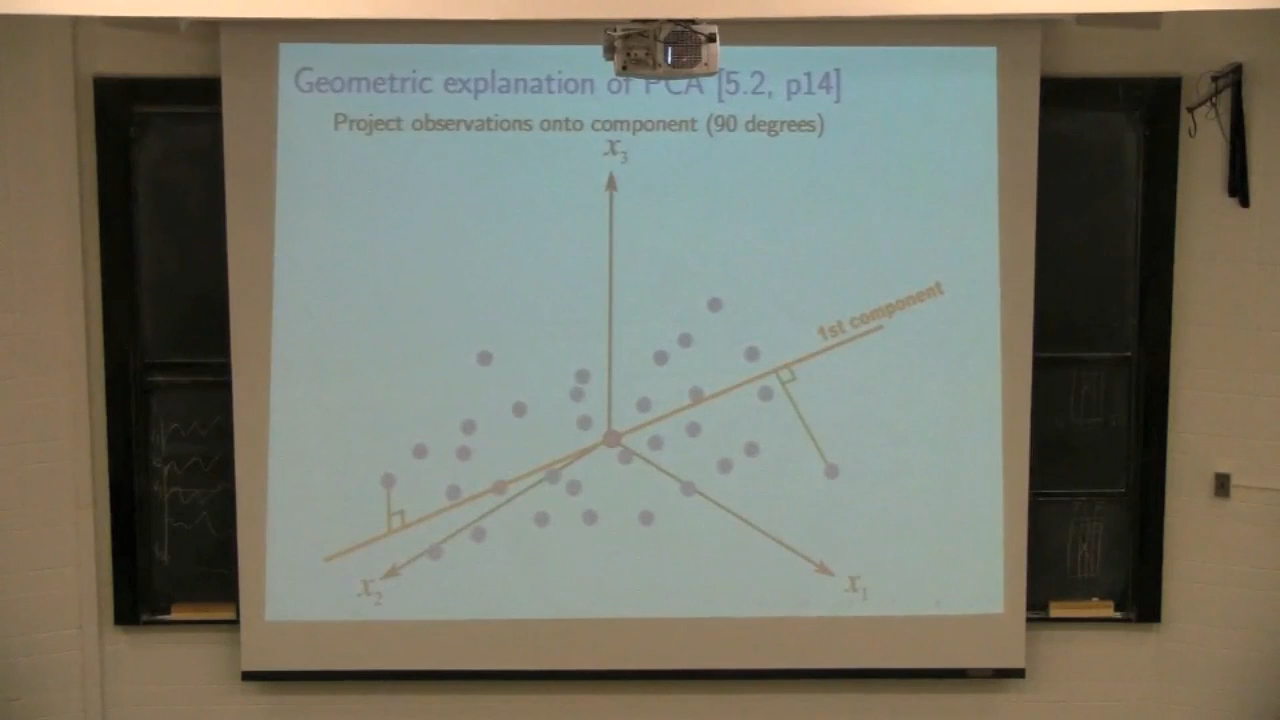 Geometric explanation of PCA [5.2, p14]
Project observations onto component (90 degrees)
x₃
1st component
x₂
x₁